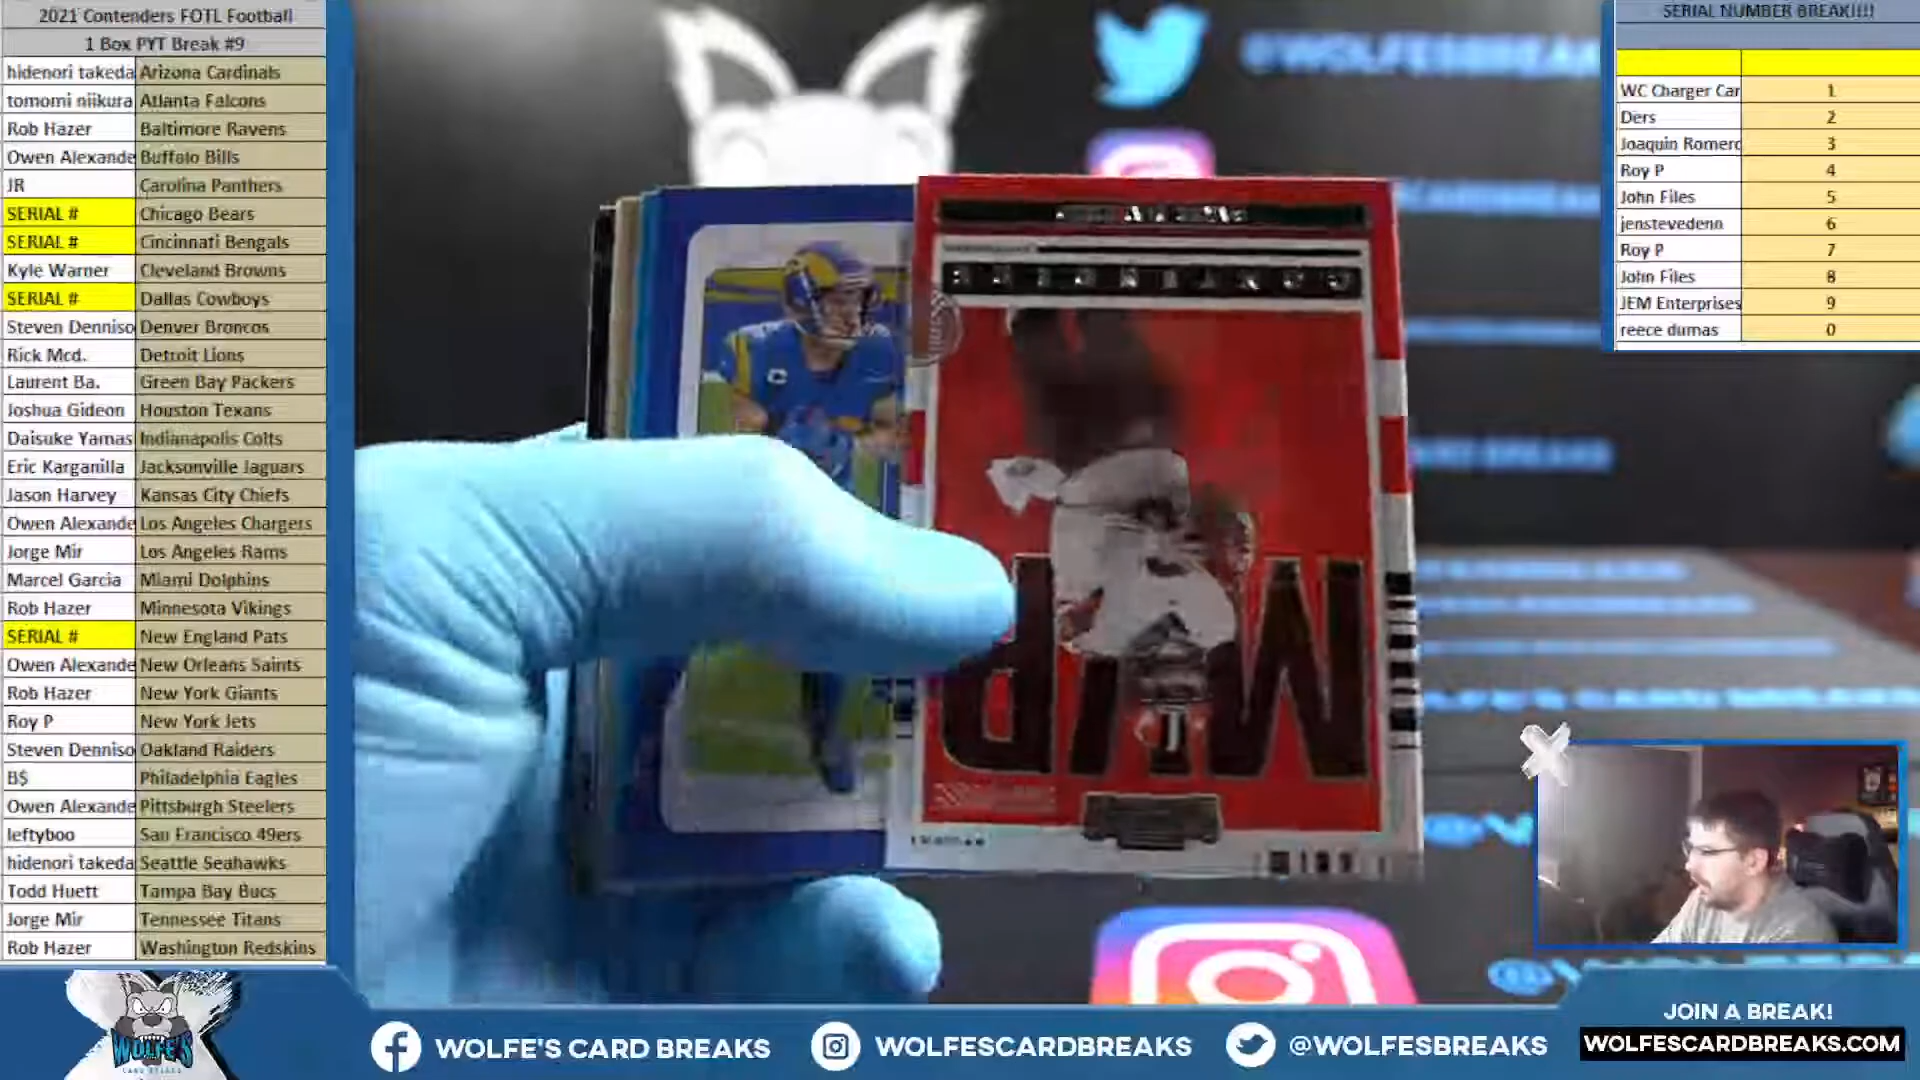 2021 Contenders FOTL Football
1 Box PYT Break #9
hidenori takeda Arizona Cardinals
tomomi niikura Atlanta Falcons
Rob Hazer Baltimore Ravens
Owen Alexande Buffalo Bills
JR Carolina Panthers
SERIAL # Chicago Bears
SERIAL # Cincinnati Bengals
Kyle Warner Cleveland Browns
SERIAL # Dallas Cowboys
Steven Denniso Denver Broncos
Rick Mcd. Detroit Lions
Laurent Ba. Green Bay Packers
Joshua Gideon Houston Texans
Daisuke Yamas Indianapolis Colts
Eric Karganilla Jacksonville Jaguars
Jason Harvey Kansas City Chiefs
Owen Alexande Los Angeles Chargers
Jorge Mir Los Angeles Rams
Marcel Garcia Miami Dolphins
Rob Hazer Minnesota Vikings
SERIAL # New England Pats
Owen Alexande New Orleans Saints
Rob Hazer New York Giants
Roy P New York Jets
Steven Denniso Oakland Raiders
B$ Philadelphia Eagles
Owen Alexande Pittsburgh Steelers
leftyboo San Francisco 49ers
hidenori takeda Seattle Seahawks
Todd Huett Tampa Bay Bucs
Jorge Mir Tennessee Titans
Rob Hazer Washington Redskins
SERIAL NUMBER BREAK!!!!
WC Charger Car 1
Ders 2
Joaquin Romero 3
Roy P 4
John Files 5
jenstevedenn 6
Roy P 7
John Files 8
JEM Enterprises 9
reece dumas 0
@WOLFESBREAK
MVP
WOLFE'S
CARD BREAKS
WOLFE'S CARD BREAKS
WOLFESCARDBREAKS
@WOLFESBREAKS
JOIN A BREAK!
WOLFESCARDBREAKS.COM